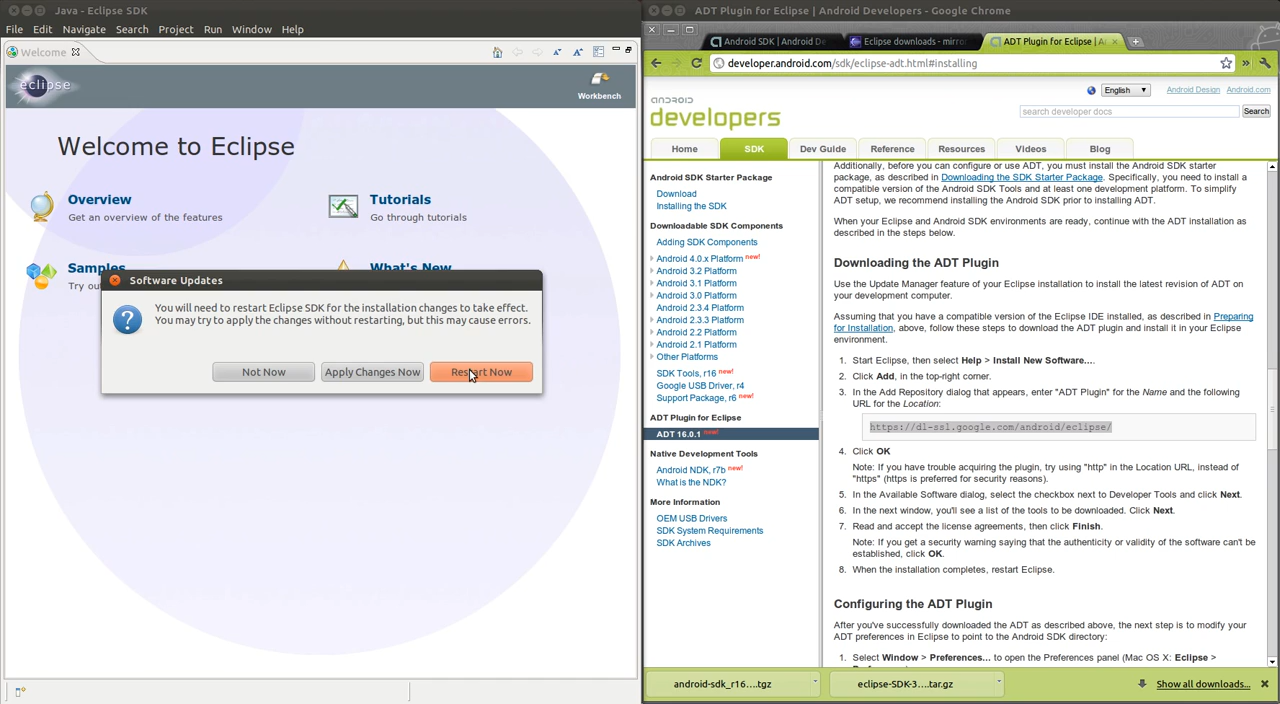 Java - Eclipse SDK
File Edit Navigate Search Project Run Window Help
Welcome
eclipse
Workbench
Welcome to Eclipse
Overview
Get an overview of the features
Tutorials
Go through tutorials
Samples
What's New
Try ou
Software Updates
You will need to restart Eclipse SDK for the installation changes to take effect.
You may try to apply the changes without restarting, but this may cause errors.
Not Now
Apply Changes Now
Restart Now
ADT Plugin for Eclipse | Android Developers - Google Chrome
Android SDK | Android De
Eclipse downloads - mirro
ADT Plugin for Eclipse | A
developer.android.com/sdk/eclipse-adt.html#installing
English
Android Design
Android.com
android
developers
search developer docs
Search
Home SDK Dev Guide Reference Resources Videos Blog
Android SDK Starter Package
Download
Installing the SDK
Downloadable SDK Components
Adding SDK Components
Android 4.0.x Platform new!
Android 3.2 Platform
Android 3.1 Platform
Android 3.0 Platform
Android 2.3.4 Platform
Android 2.3.3 Platform
Android 2.2 Platform
Android 2.1 Platform
Other Platforms
SDK Tools, r16 new!
Google USB Driver, r4
Support Package, r6 new!
ADT Plugin for Eclipse
ADT 16.0.1 new!
Native Development Tools
Android NDK, r7b new!
What is the NDK?
More Information
OEM USB Drivers
SDK System Requirements
SDK Archives
Additionally, before you can configure or use ADT, you must install the Android SDK starter
package, as described in Downloading the SDK Starter Package. Specifically, you need to install a
compatible version of the Android SDK Tools and at least one development platform. To simplify
ADT setup, we recommend installing the Android SDK prior to installing ADT.
When your Eclipse and Android SDK environments are ready, continue with the ADT installation as
described in the steps below.
Downloading the ADT Plugin
Use the Update Manager feature of your Eclipse installation to install the latest revision of ADT on
your development computer.
Assuming that you have a compatible version of the Eclipse IDE installed, as described in Preparing
for Installation, above, follow these steps to download the ADT plugin and install it in your Eclipse
environment.
1. Start Eclipse, then select Help > Install New Software....
2. Click Add, in the top-right corner.
3. In the Add Repository dialog that appears, enter "ADT Plugin" for the Name and the following
URL for the Location:
https://dl-ssl.google.com/android/eclipse/
4. Click OK
Note: If you have trouble acquiring the plugin, try using "http" in the Location URL, instead of
"https" (https is preferred for security reasons).
5. In the Available Software dialog, select the checkbox next to Developer Tools and click Next.
6. In the next window, you'll see a list of the tools to be downloaded. Click Next.
7. Read and accept the license agreements, then click Finish.
Note: If you get a security warning saying that the authenticity or validity of the software can't be
established, click OK.
8. When the installation completes, restart Eclipse.
Configuring the ADT Plugin
After you've successfully downloaded the ADT as described above, the next step is to modify your
ADT preferences in Eclipse to point to the Android SDK directory:
1. Select Window > Preferences... to open the Preferences panel (Mac OS X: Eclipse >
android-sdk_r16....tgz
eclipse-SDK-3....tar.gz
Show all downloads...